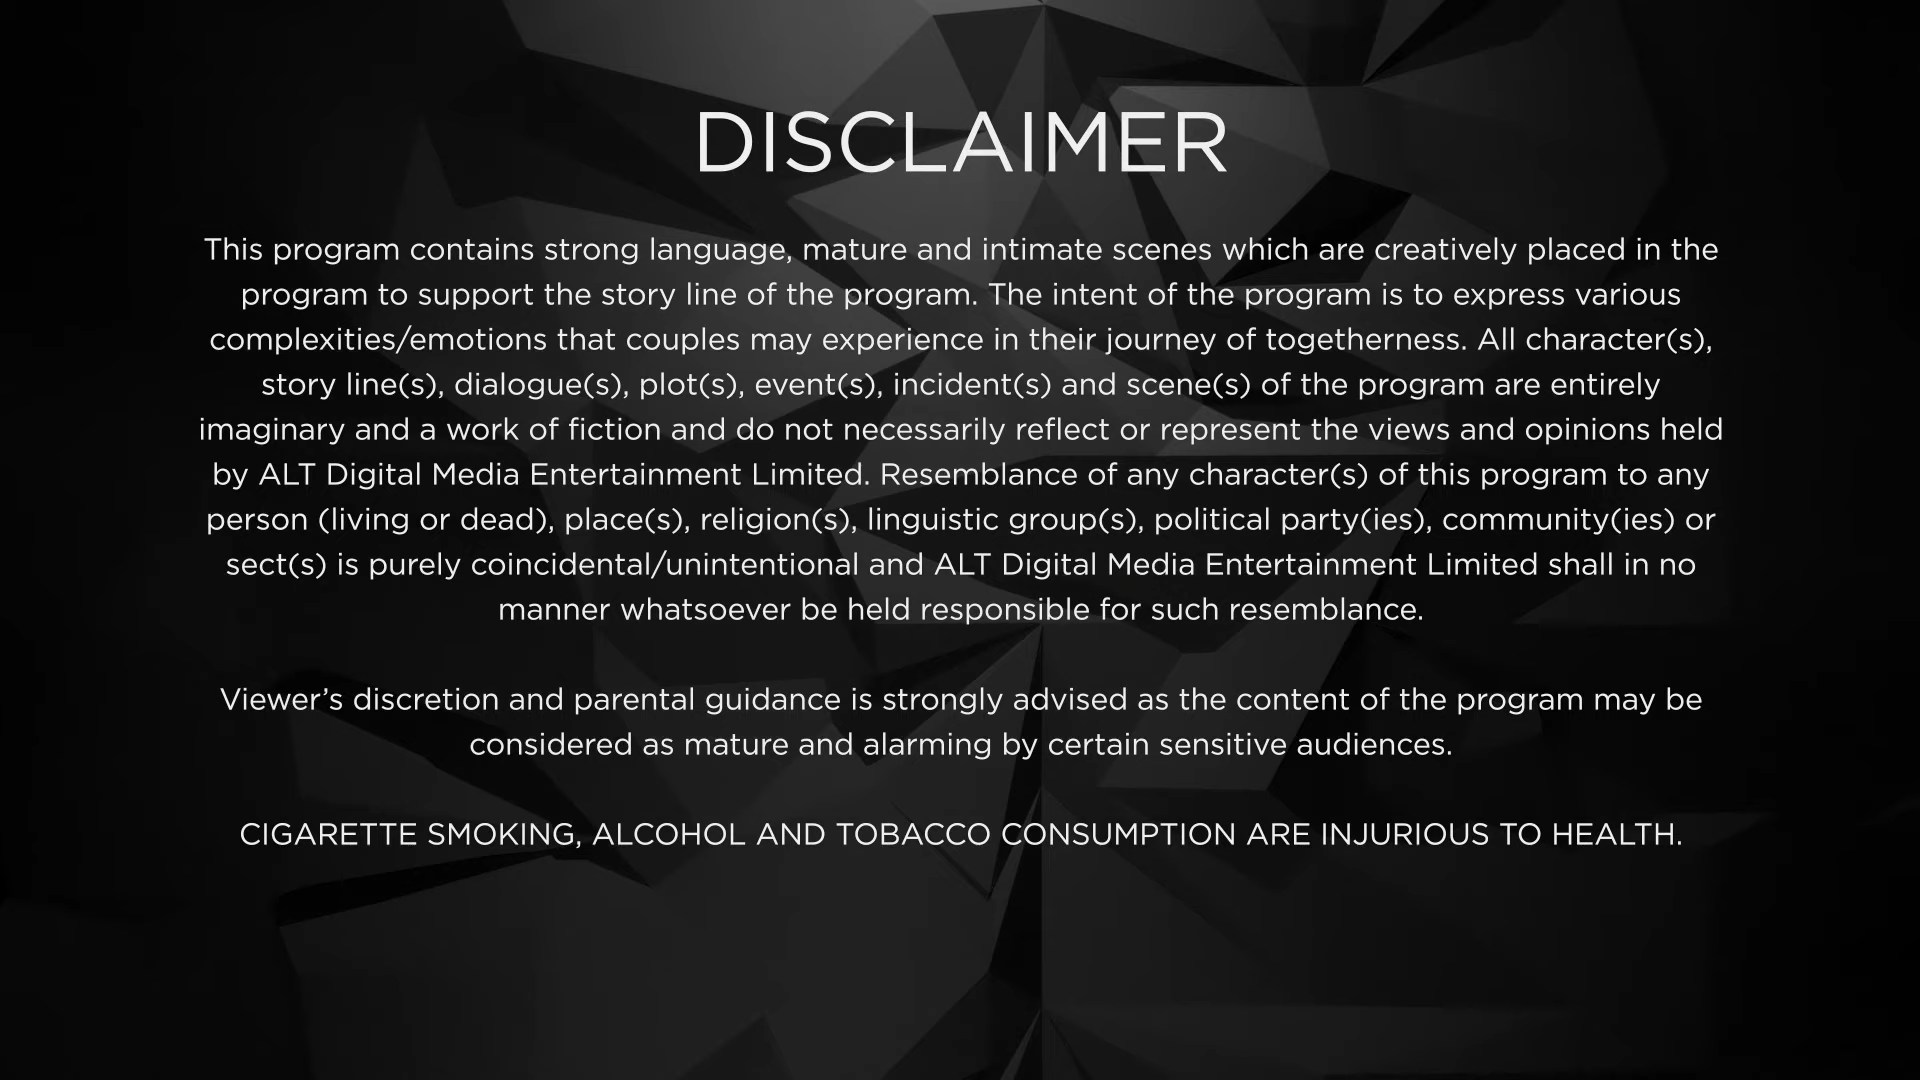 DISCLAIMER
This program contains strong language, mature and intimate scenes which are creatively placed in the
program to support the story line of the program. The intent of the program is to express various
complexities/emotions that couples may experience in their journey of togetherness. All character(s),
story line(s), dialogue(s), plot(s), event(s), incident(s) and scene(s) of the program are entirely
imaginary and a work of fiction and do not necessarily reflect or represent the views and opinions held
by ALT Digital Media Entertainment Limited. Resemblance of any character(s) of this program to any
person (living or dead), place(s), religion(s), linguistic group(s), political party(ies), community(ies) or
sect(s) is purely coincidental/unintentional and ALT Digital Media Entertainment Limited shall in no
manner whatsoever be held responsible for such resemblance.
Viewer’s discretion and parental guidance is strongly advised as the content of the program may be
considered as mature and alarming by certain sensitive audiences.
CIGARETTE SMOKING, ALCOHOL AND TOBACCO CONSUMPTION ARE INJURIOUS TO HEALTH.